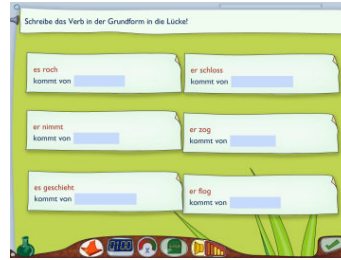 Schreibe das Verb in der Grundform in die Lücke!
es roch
kommt von
er schloss
kommt von
er nimmt
kommt von
er zog
kommt von
es geschieht
kommt von
er flog
kommt von